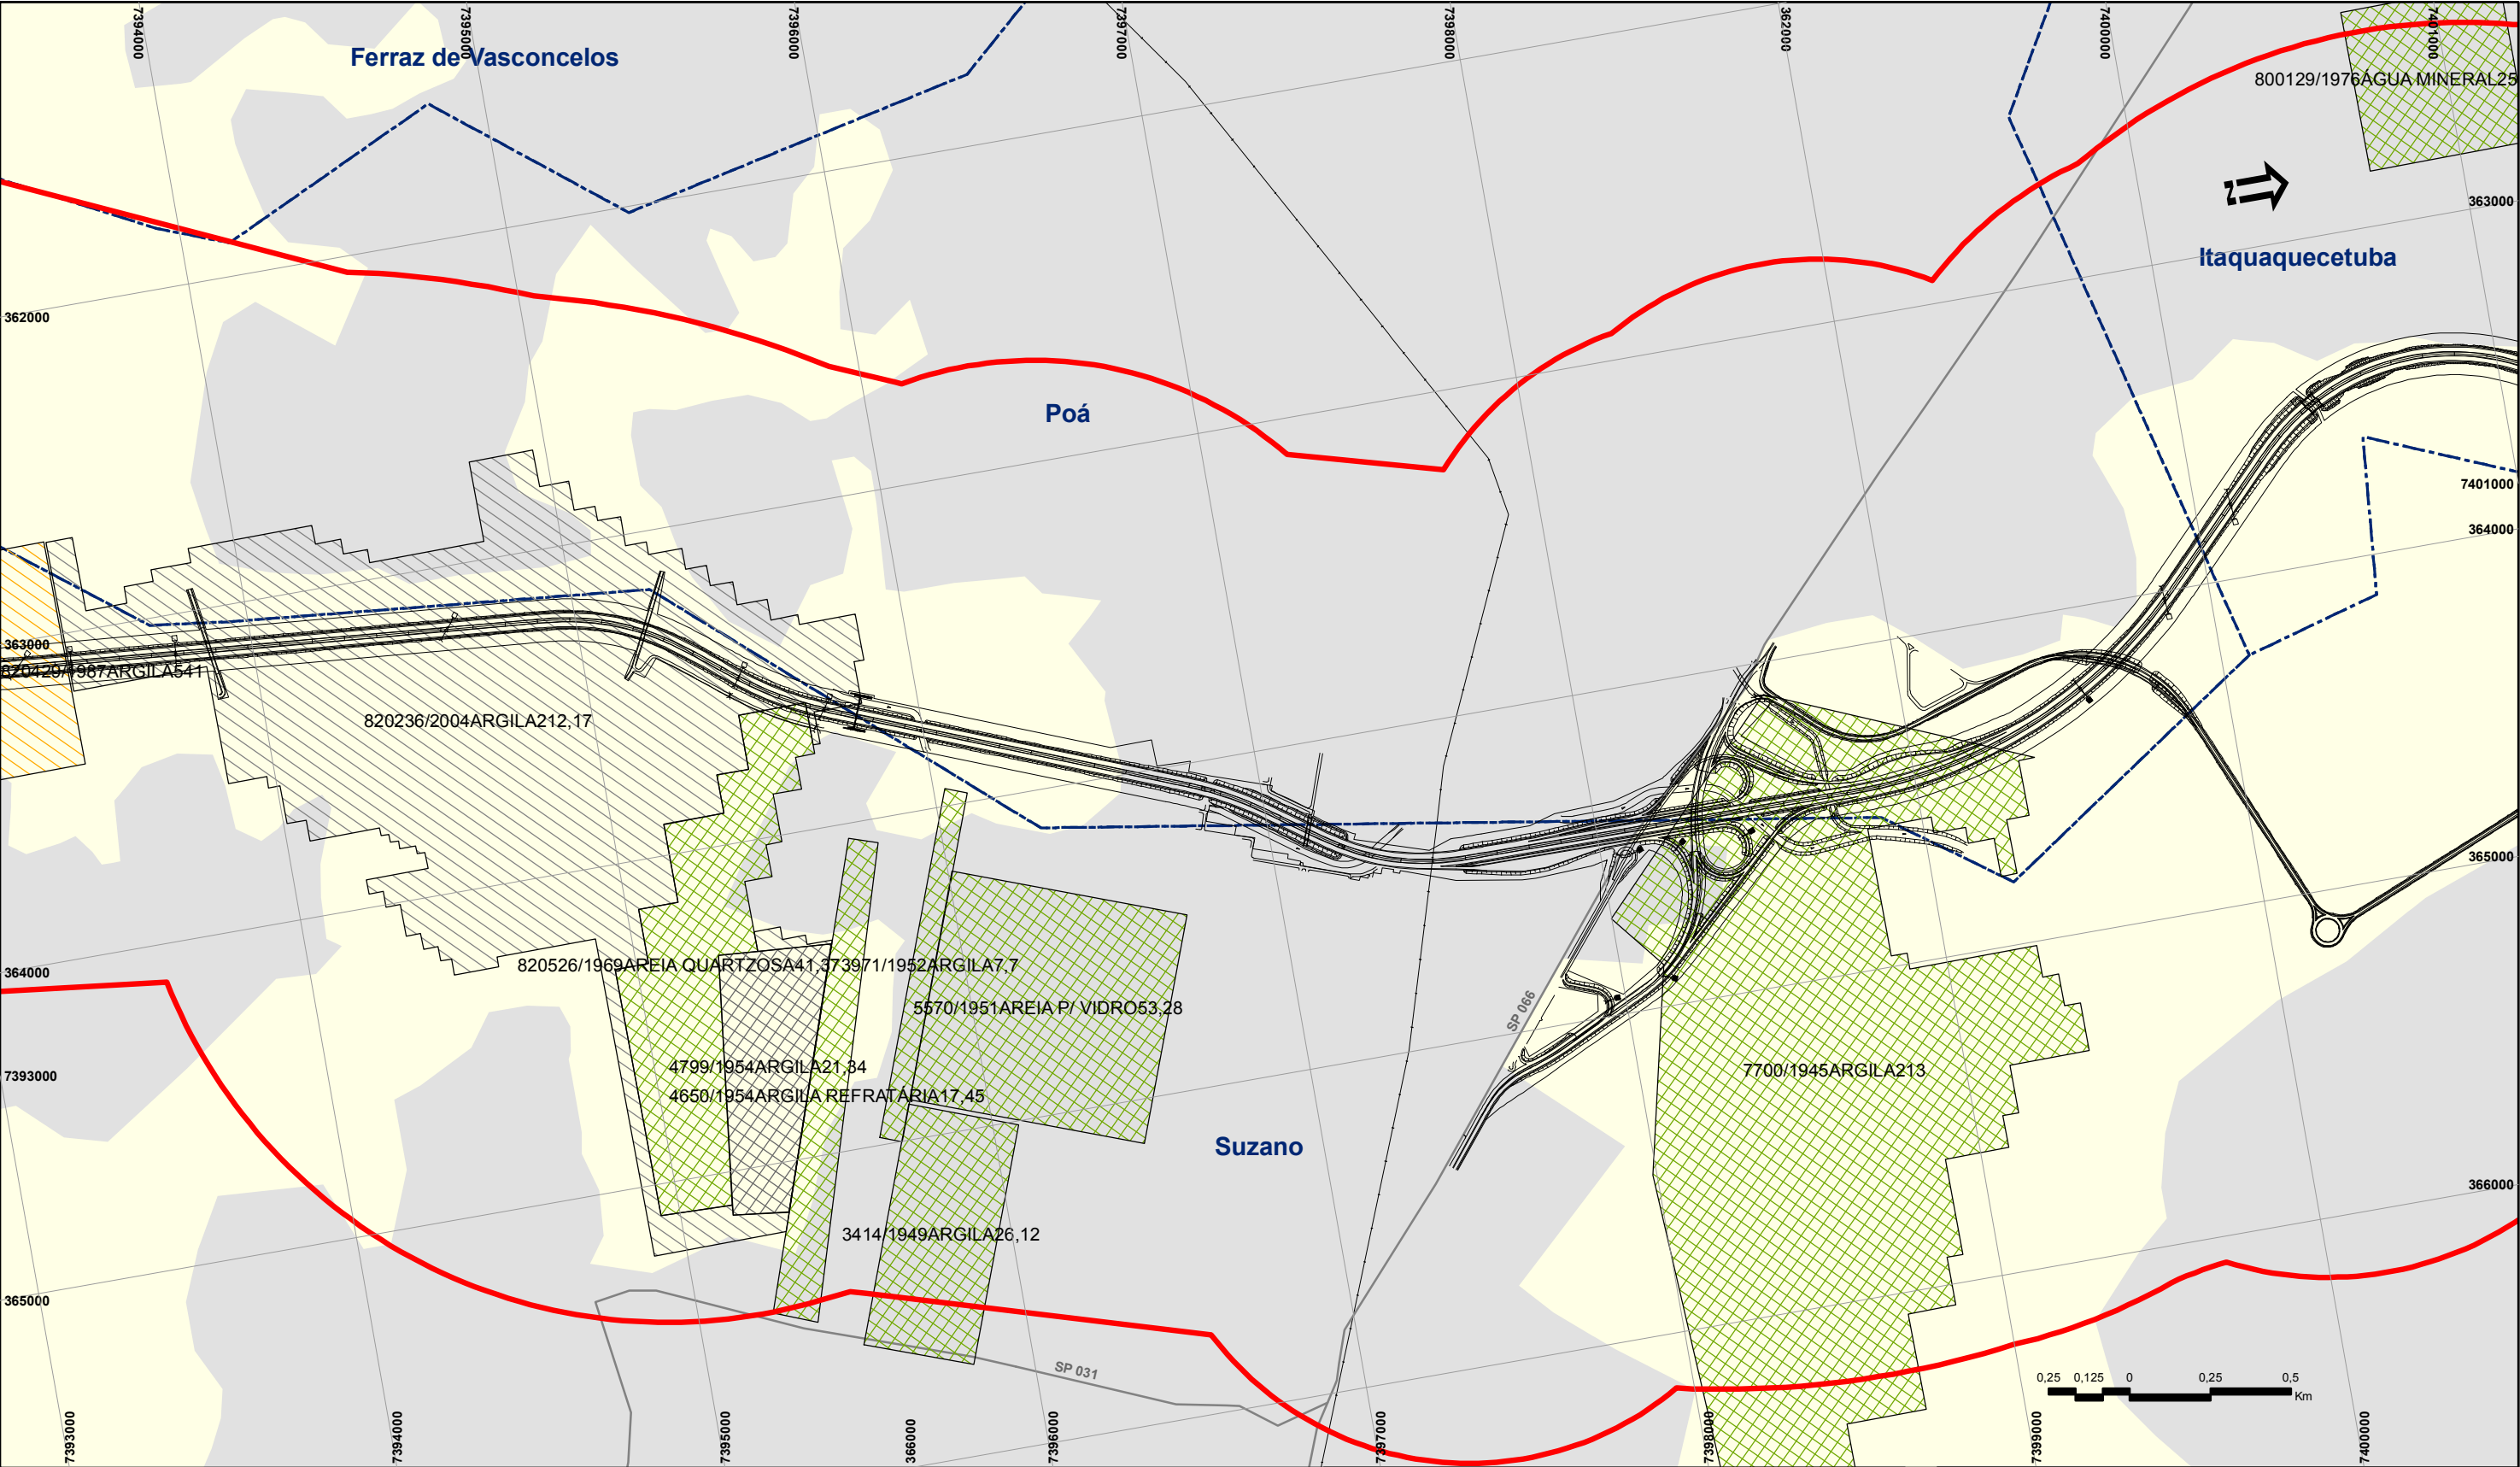 7394000
7395000
7396000
7397000
7398000
362000
7400000
7401000
Ferraz de Vasconcelos
800129/1976ÁGUA MINERAL25
363000
N
Itaquaquecetuba
362000
Poá
7401000
364000
363000
820429/1987ARGILA541
820236/2004ARGILA212,17
365000
364000
820526/1969AREIA QUARTZOSA41,373971/1952ARGILA7,7
5570/1951AREIA P/ VIDRO53,28
SP 066
7393000
4799/1954ARGILA21,34
7700/1945ARGILA213
4650/1954ARGILA REFRATÁRIA17,45
Suzano
366000
3414/1949ARGILA26,12
365000
SP 031
0,25 0,125 0 0,25 0,5
Km
7393000
7394000
7395000
366000
7396000
7397000
7398000
7399000
7400000